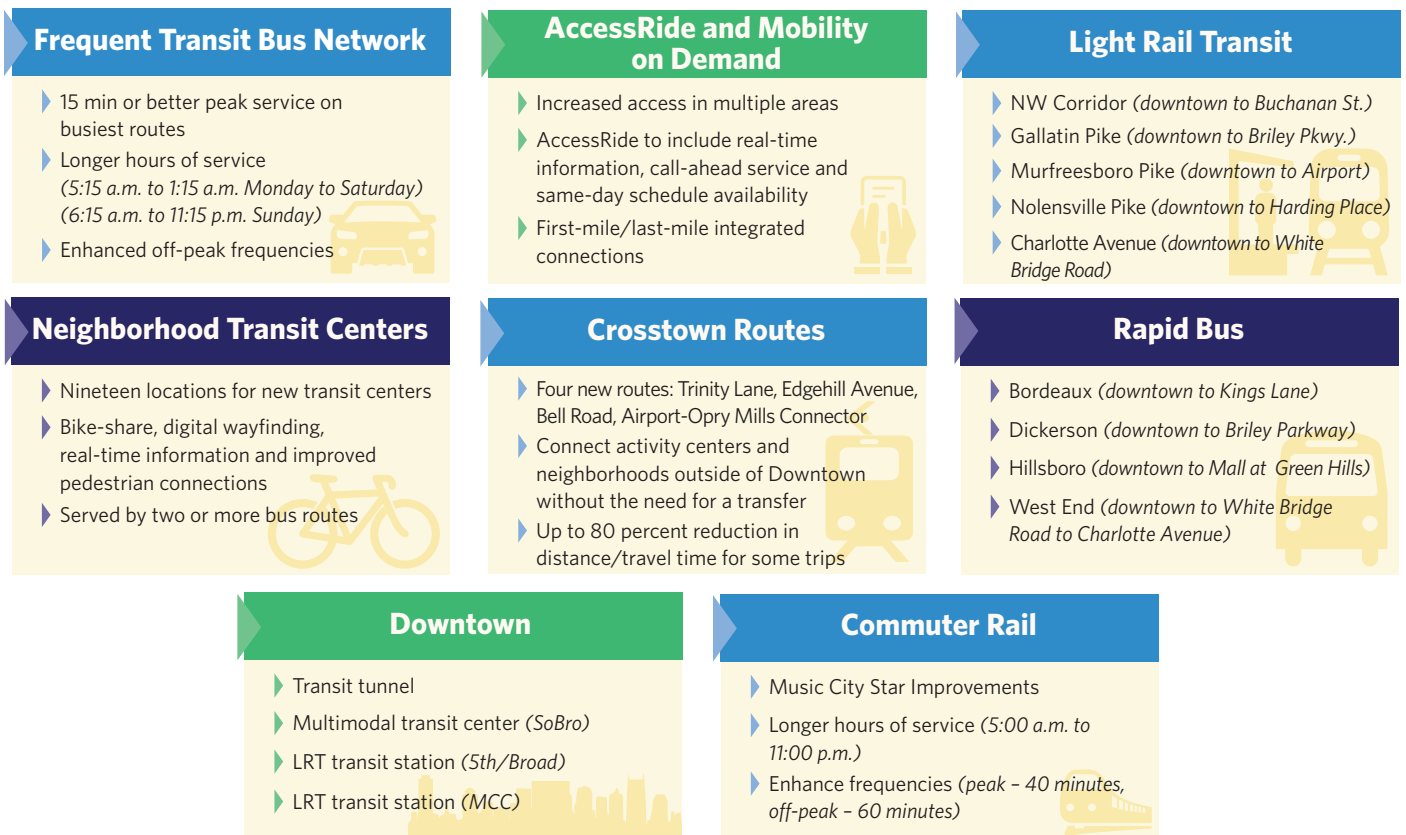 Frequent Transit Bus Network
15 min or better peak service on
busiest routes
Longer hours of service
(5:15 a.m. to 1:15 a.m. Monday to Saturday)
(6:15 a.m. to 11:15 p.m. Sunday)
Enhanced off-peak frequencies
AccessRide and Mobility
on Demand
Increased access in multiple areas
AccessRide to include real-time
information, call-ahead service and
same-day schedule availability
First-mile/last-mile integrated
connections
Light Rail Transit
NW Corridor (downtown to Buchanan St.)
Gallatin Pike (downtown to Briley Pkwy.)
Murfreesboro Pike (downtown to Airport)
Nolensville Pike (downtown to Harding Place)
Charlotte Avenue (downtown to White
Bridge Road)
Neighborhood Transit Centers
Nineteen locations for new transit centers
Bike-share, digital wayfinding,
real-time information and improved
pedestrian connections
Served by two or more bus routes
Crosstown Routes
Four new routes: Trinity Lane, Edgehill Avenue,
Bell Road, Airport-Opry Mills Connector
Connect activity centers and
neighborhoods outside of Downtown
without the need for a transfer
Up to 80 percent reduction in
distance/travel time for some trips
Rapid Bus
Bordeaux (downtown to Kings Lane)
Dickerson (downtown to Briley Parkway)
Hillsboro (downtown to Mall at Green Hills)
West End (downtown to White Bridge
Road to Charlotte Avenue)
Downtown
Transit tunnel
Multimodal transit center (SoBro)
LRT transit station (5th/Broad)
LRT transit station (MCC)
Commuter Rail
Music City Star Improvements
Longer hours of service (5:00 a.m. to
11:00 p.m.)
Enhance frequencies (peak – 40 minutes,
off-peak – 60 minutes)